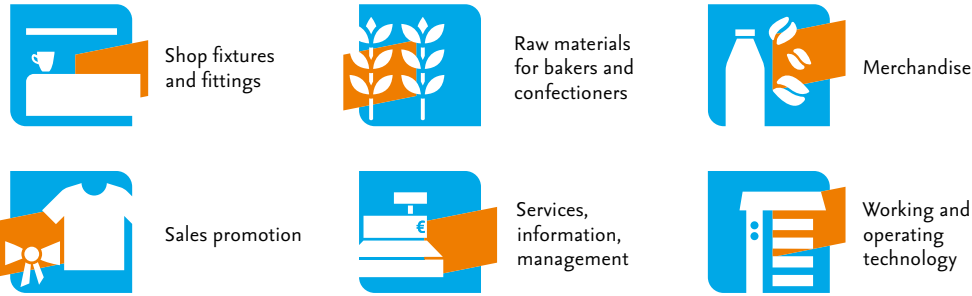 Shop fixtures
and fittings
Raw materials
for bakers and
confectioners
Merchandise
Sales promotion
€
Services,
information,
management
Working and
operating
technology